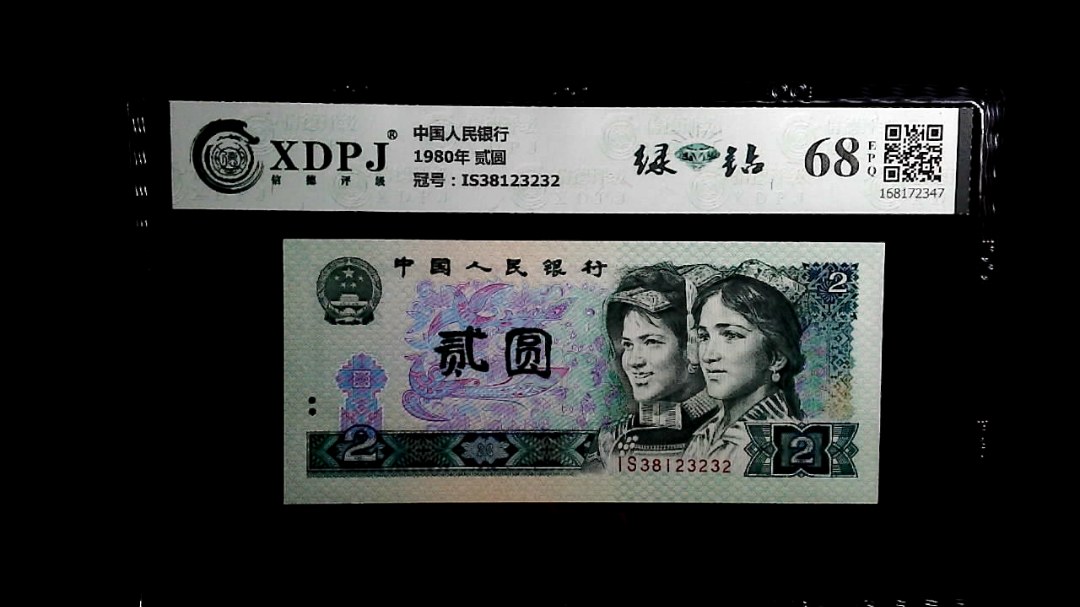 XDPJ®
信德评级
中国人民银行
1980年 贰圆
冠号：IS38123232
绿钻
68
EPQ
168172347
中国人民银行
2
贰圆
2
IS38123232
2